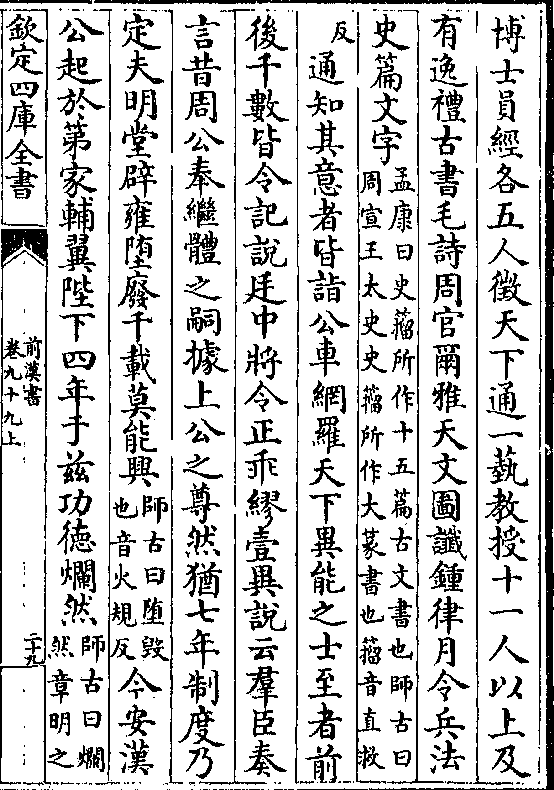 博士員經各五人徵天下通一藝教授十一人以上及
有逸禮古書毛詩周官爾雅天文圖讖鍾律月令兵法
史篇文字孟康曰史籀所作十五篇古文書也師古曰周宣王太史史籀所作大篆書也籀音直救
反通知其意者皆詣公車網羅天下異能之士至者前
後千數皆令記說廷中將令正乖繆壹異說云羣臣奏
言昔周公奉繼體之嗣據上公之尊然猶七年制度乃
定夫明堂辟雍墮廢千載莫能興師古曰墮毀也音火規反今安漢
公起於第家輔翼陛下四年于茲功德爛然師古曰爛然章明之
欽定四庫全書
前漢書
卷九十九上
二十九